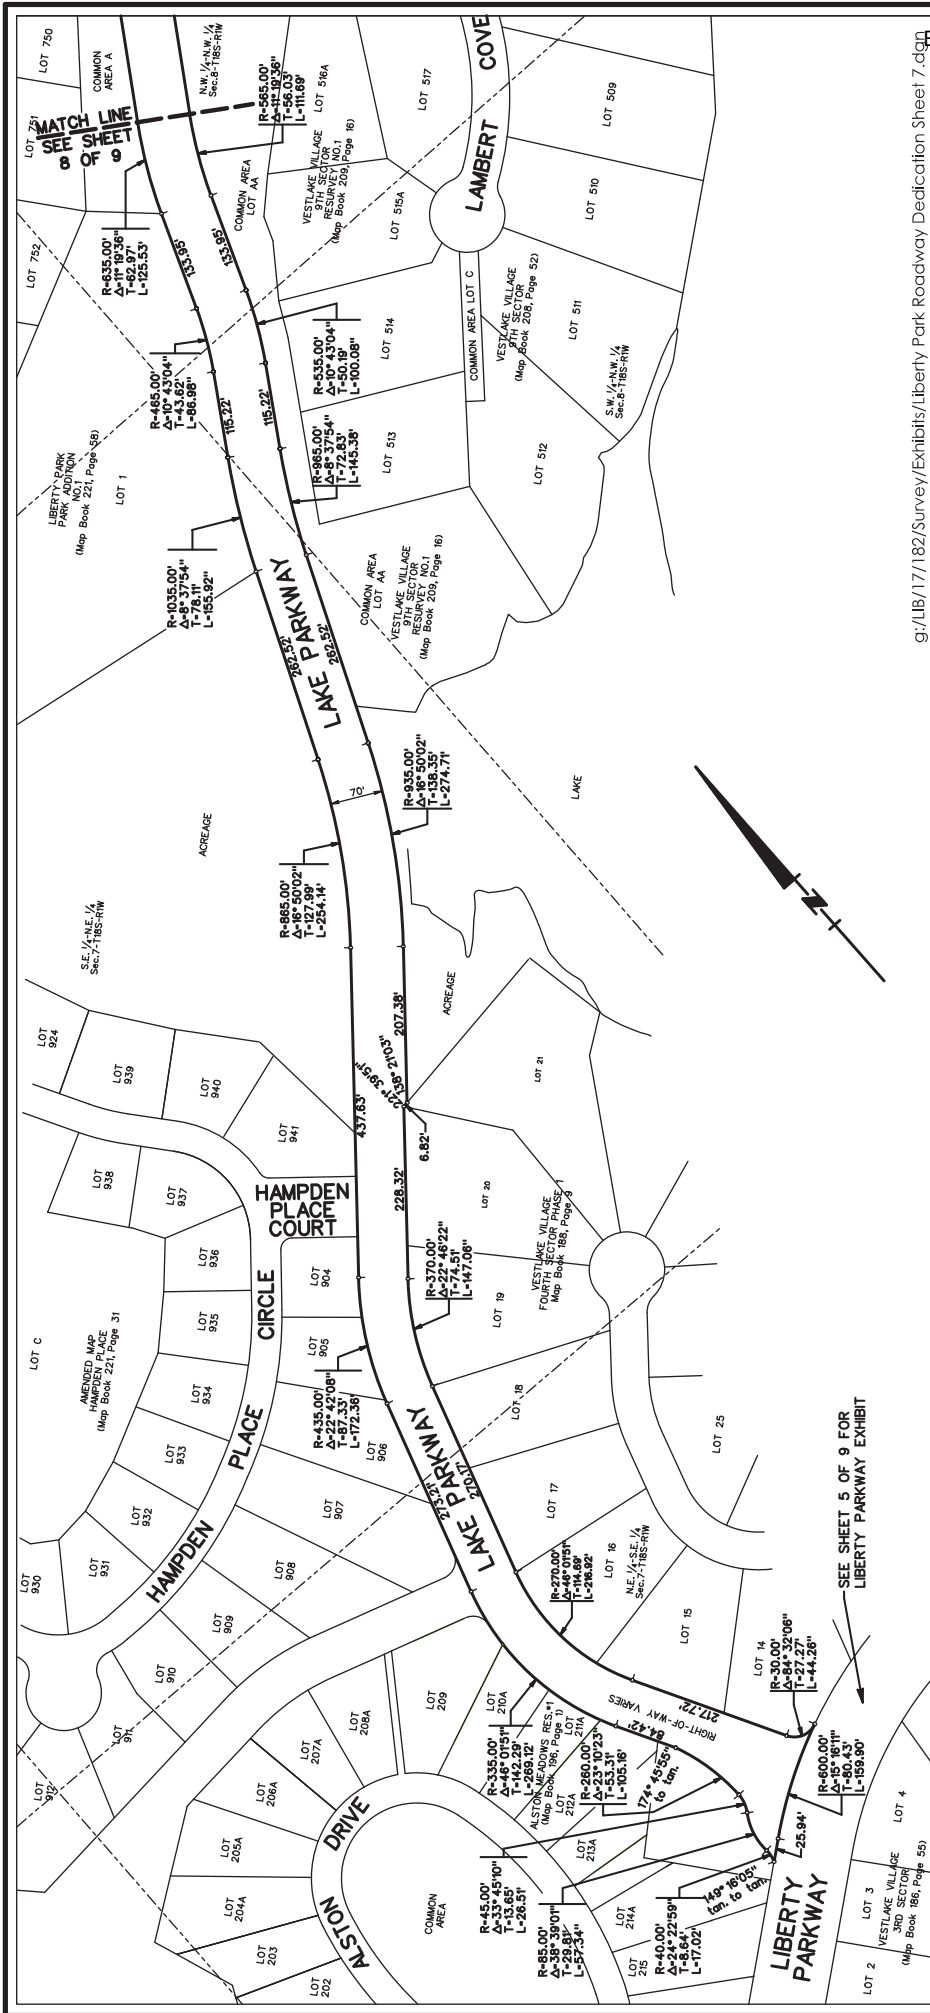 LOT 750
COMMON
AREA A
LOT 751
MATCH LINE
SEE SHEET
8 OF 9
LOT 752
N.W. 1/4-N.W. 1/4
Sec.8-T18S-R1W
R=565.00'
Δ=11° 19'36"
T=56.03'
L=111.69'
R=635.00'
Δ=11° 19'36"
T=62.97'
L=125.53'
133.95'
133.95'
COMMON AREA
LOT AA
VESTLAKE VILLAGE
9TH SECTOR
RESURVEY NO.1
(Map Book 209, Page 16)
LOT 516A
LOT 517
LOT 515A
LAMBERT COVE
LOT 509
LOT 510
LOT 511
COMMON AREA LOT C
VESTLAKE VILLAGE
9TH SECTOR
(Map Book 208, Page 52)
S.W. 1/4-N.W. 1/4
Sec.8-T18S-R1W
LOT 512
R=465.00'
Δ=10° 43'04"
T=43.62'
L=86.98'
R=535.00'
Δ=10° 43'04"
T=50.19'
L=100.08'
LOT 514
115.22'
115.22'
R=965.00'
Δ=8° 37'54"
T=72.83'
L=145.38'
LOT 513
LIBERTY PARK
PARK ADDITION
NO.1
(Map Book 221, Page 58)
LOT 1
R=1035.00'
Δ=8° 37'54"
T=78.11'
L=155.92'
COMMON AREA
LOT AA
VESTLAKE VILLAGE
9TH SECTOR
RESURVEY NO.1
(Map Book 209, Page 16)
262.52'
LAKE PARKWAY
262.52'
70'
R=935.00'
Δ=16° 50'02"
T=138.35'
L=274.71'
R=865.00'
Δ=16° 50'02"
T=127.99'
L=254.14'
ACREAGE
LAKE
N
S.E. 1/4-N.E. 1/4
Sec.7-T18S-R1W
ACREAGE
207.38'
138° 21'03"
221° 39'51"
437.63'
6.82'
228.32'
LOT
924
LOT
939
LOT
940
LOT
941
LOT
938
LOT
937
LOT
936
LOT
935
LOT
934
LOT
933
LOT
932
LOT
931
LOT
930
HAMPDEN
PLACE
COURT
HAMPDEN PLACE CIRCLE
LOT C
AMENDED MAP
HAMPDEN PLACE
(Map Book 221, Page 31
LOT
904
LOT
905
LOT
906
LOT
907
LOT
908
LOT
909
LOT
910
LOT
911
LOT
912
LOT 21
LOT 20
VESTLAKE VILLAGE
FOURTH SECTOR PHASE 1
Map Book 188, Page 9
LOT 19
LOT 18
LOT 17
LOT 16
LOT 15
LOT 14
LOT 25
R=370.00'
Δ=22° 46'22"
T=74.51'
L=147.06'
R=435.00'
Δ=22° 42'08"
T=87.33'
L=172.36'
273.21'
LAKE PARKWAY
270.17'
R=270.00'
Δ=46° 01'51"
T=114.69'
L=216.92'
N.E. 1/4-S.E. 1/4
Sec.7-T18S-R1W
SEE SHEET 5 OF 9 FOR
LIBERTY PARKWAY EXHIBIT
R=30.00'
Δ=84° 32'06"
T=27.27'
L=44.26'
217.72'
RIGHT-OF-WAY VARIES
84.42'
R=600.00'
Δ=15° 16'11"
T=80.43'
L=159.90'
174° 45'55"
to tan.
25.94'
R=335.00'
Δ=46° 01'51"
T=142.29'
L=269.12'
ALSTON MEADOWS RES.#1
(Map Book 196, Page 1)
R=260.00'
Δ=23° 10'23"
T=53.31'
L=105.16'
R=45.00'
Δ=33° 45'10"
T=13.65'
L=26.51'
R=85.00'
Δ=38° 39'01"
T=29.81'
L=57.34'
R=40.00'
Δ=24° 22'59"
T=8.64'
L=17.02'
149° 16'05"
tan. to tan.
LOT
209
LOT
210A
LOT
211A
LOT
212A
LOT
213A
LOT
214A
LOT
215
LOT
208A
LOT
207A
LOT
206A
LOT
205A
LOT
204A
LOT
203
LOT
202
ALSTON DRIVE
COMMON
AREA
LIBERTY
PARKWAY
LOT 4
LOT 3
LOT 2
VESTLAKE VILLAGE
3RD SECTOR
(Map Book 186, Page 55)
g:/LIB/17/182/Survey/Exhibits/Liberty Park Roadway Dedication Sheet 7.dgn